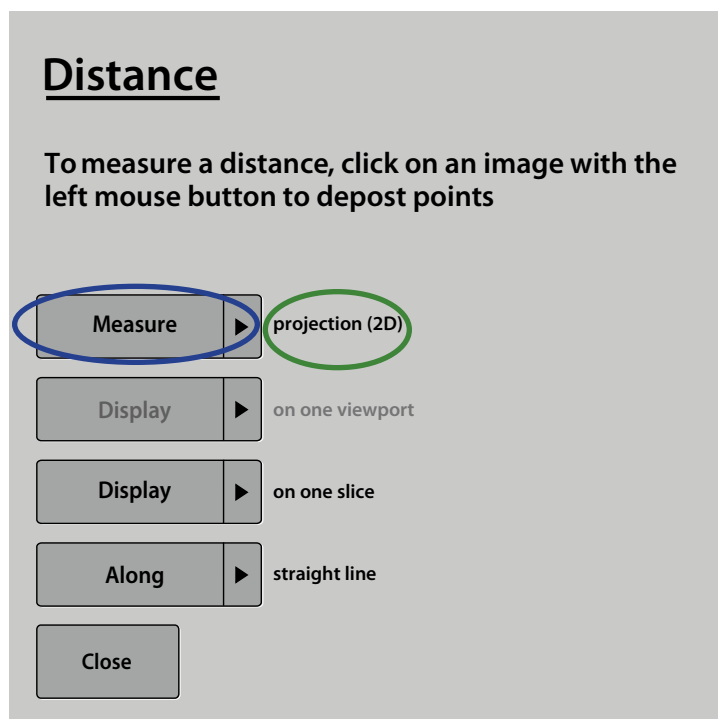 Distance
To measure a distance, click on an image with the
left mouse button to depost points
Measure projection (2D)
Display on one viewport
Display on one slice
Along straight line
Close